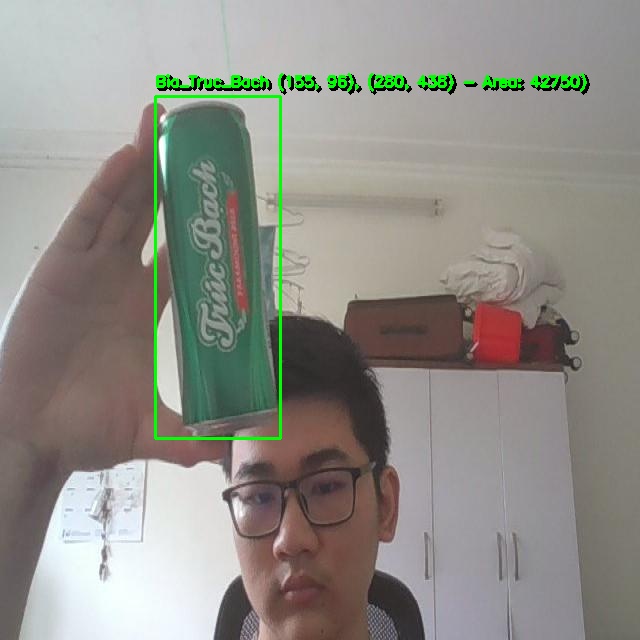 Bia_Truc_Bach (155, 96), (280, 438) - Area: 42750)
Trúc Bạch